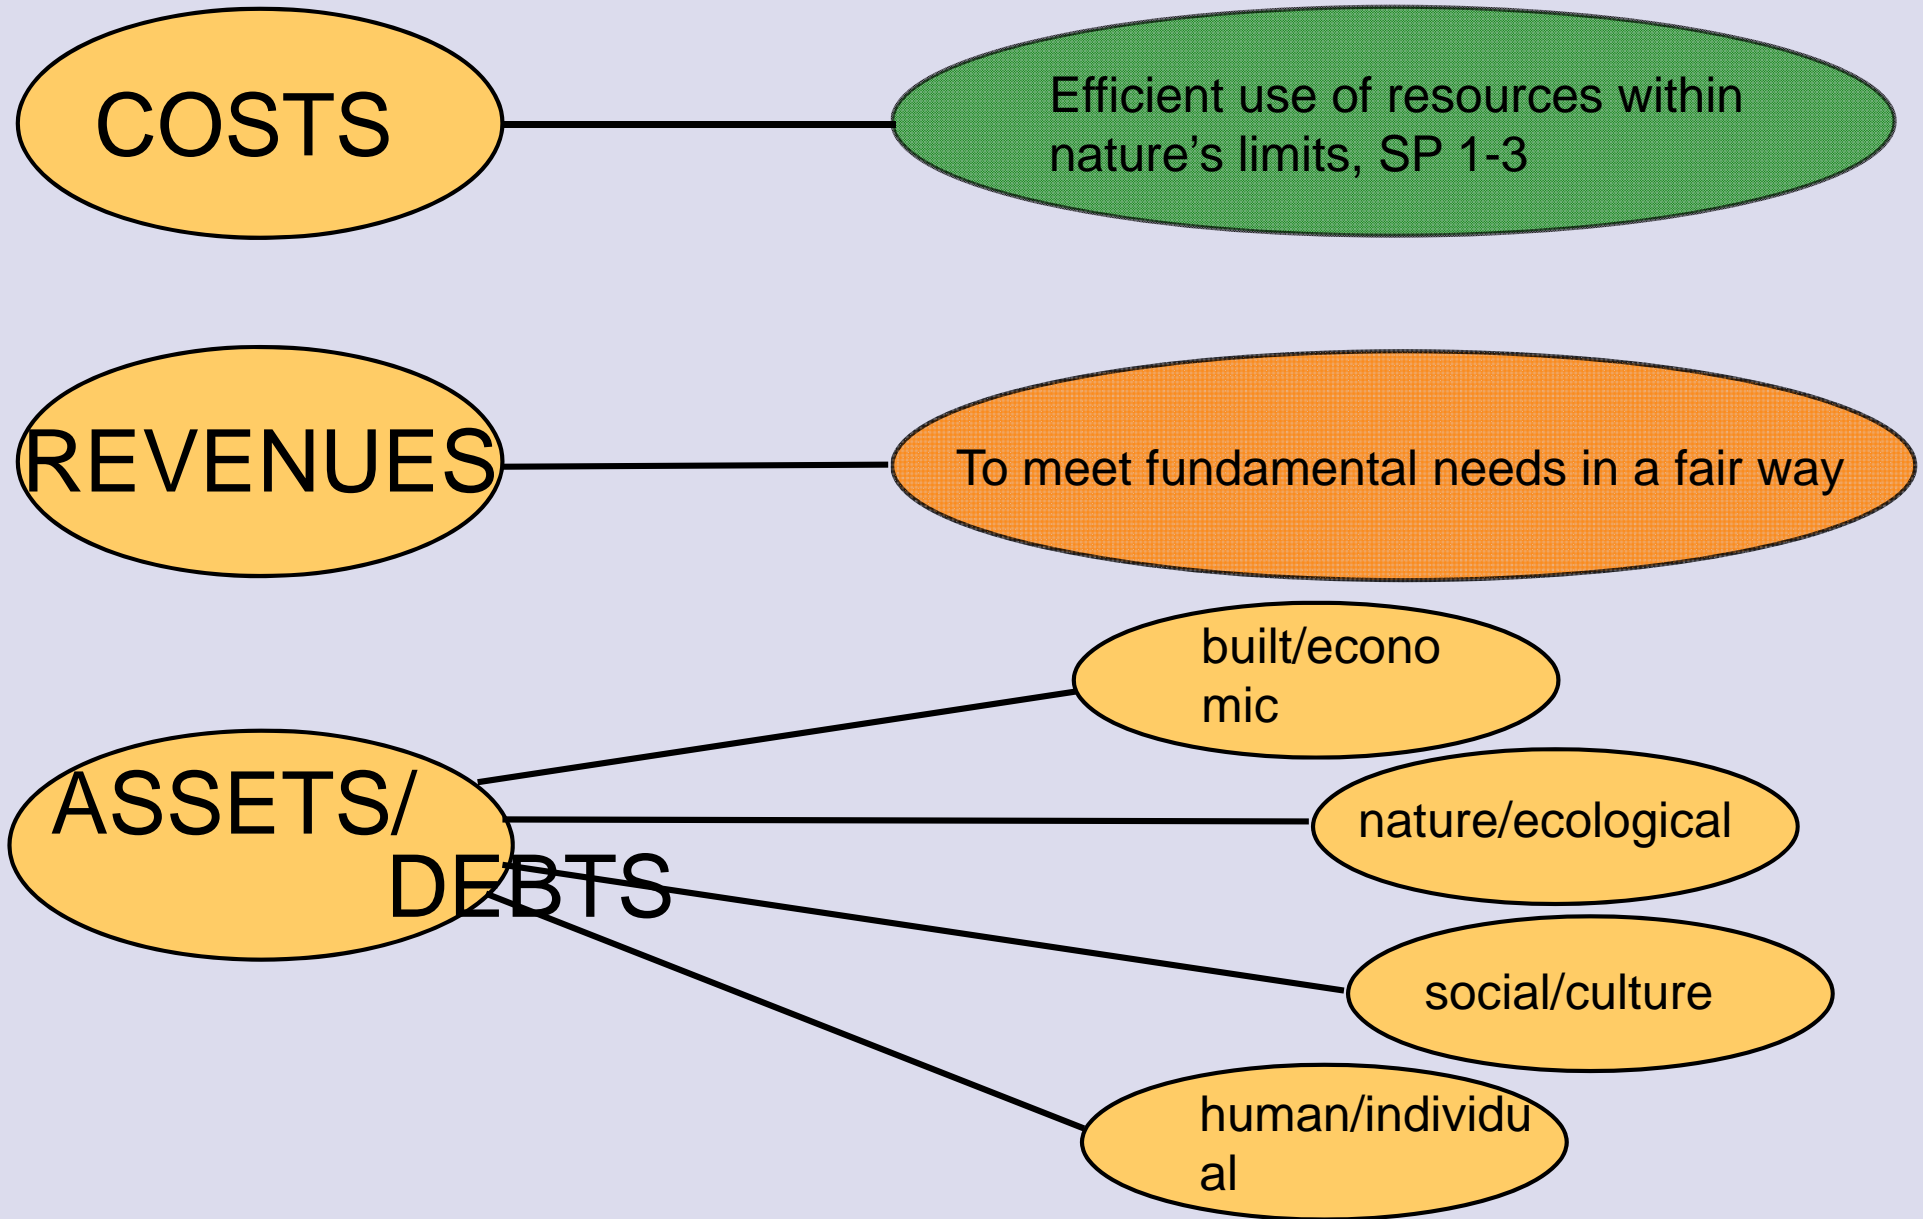 COSTS
Efficient use of resources within
nature’s limits, SP 1-3
REVENUES
To meet fundamental needs in a fair way
built/econo
mic
ASSETS/
DEBTS
nature/ecological
social/culture
human/individu
al